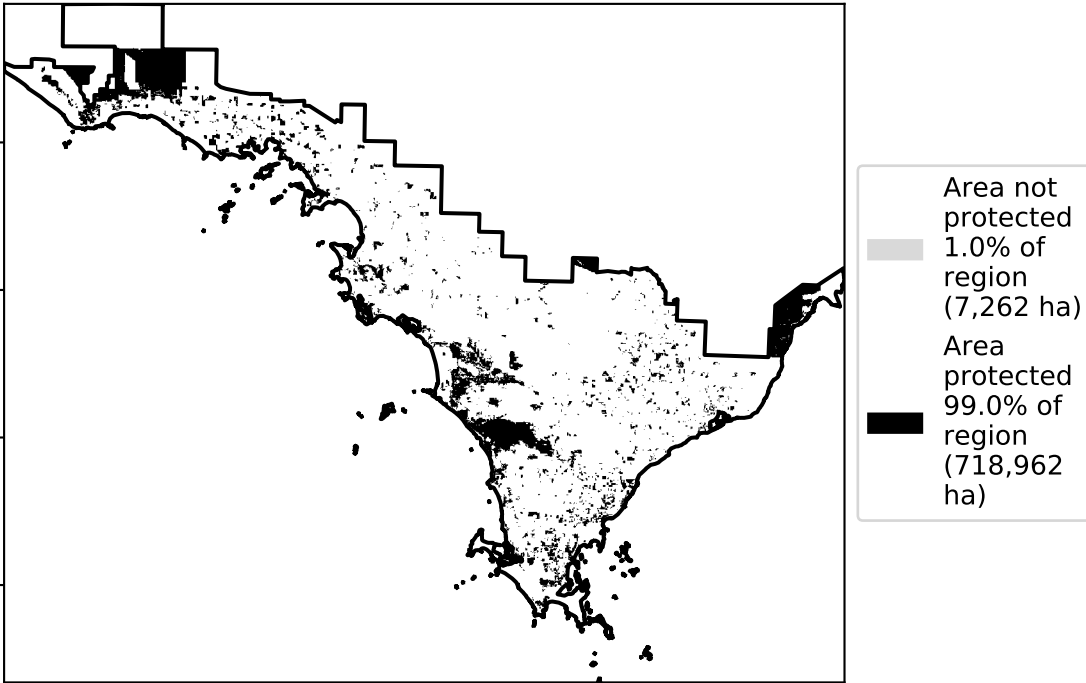 Area not
protected
1.0% of
region
(7,262 ha)
Area
protected
99.0% of
region
(718,962
ha)